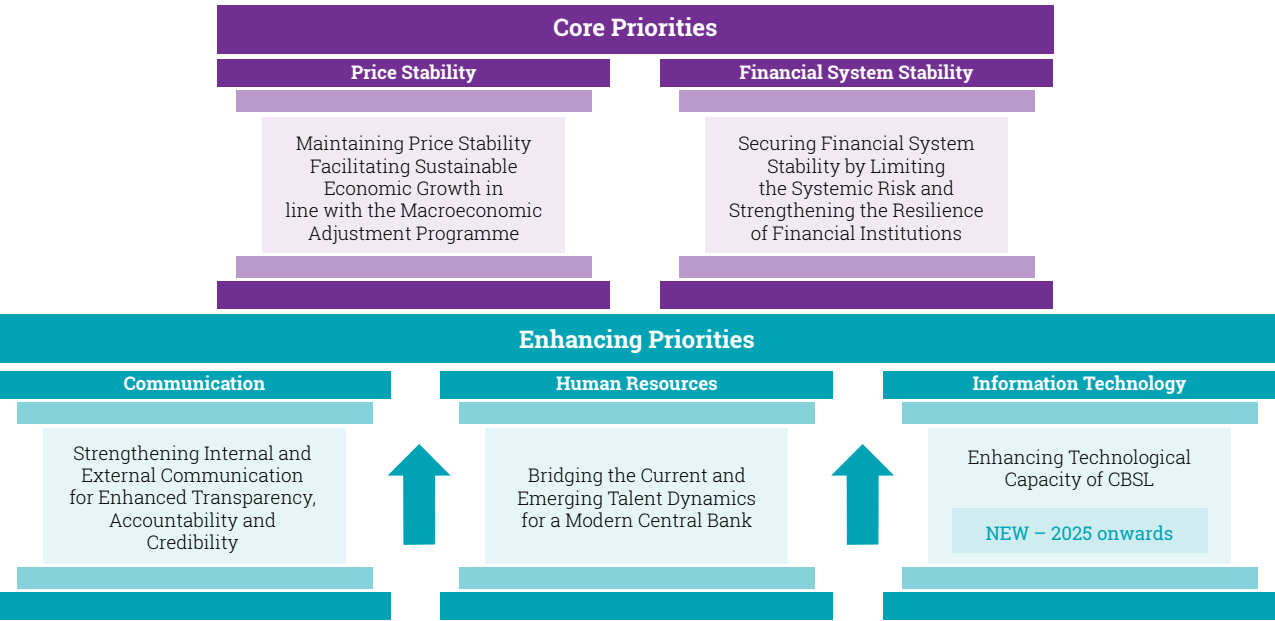 Core Priorities
Price Stability
Maintaining Price Stability
Facilitating Sustainable
Economic Growth in
line with the Macroeconomic
Adjustment Programme
Financial System Stability
Securing Financial System
Stability by Limiting
the Systemic Risk and
Strengthening the Resilience
of Financial Institutions
Enhancing Priorities
Communication
Strengthening Internal and
External Communication
for Enhanced Transparency,
Accountability and
Credibility
Human Resources
Bridging the Current and
Emerging Talent Dynamics
for a Modern Central Bank
Information Technology
Enhancing Technological
Capacity of CBSL
NEW – 2025 onwards